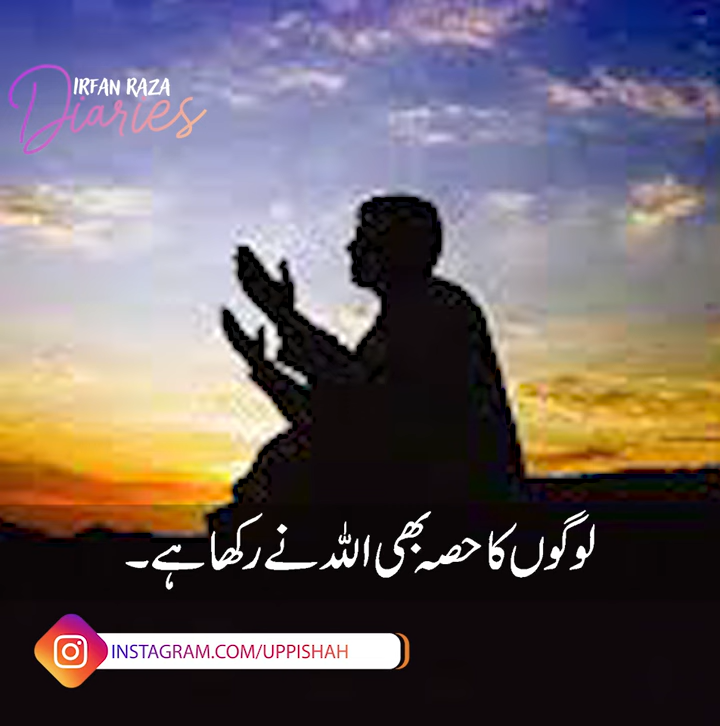 IRFAN RAZA
Diaries
لوگوں کا حصہ بھی اللہ نے رکھا ہے۔
INSTAGRAM.COM/UPPISHAH